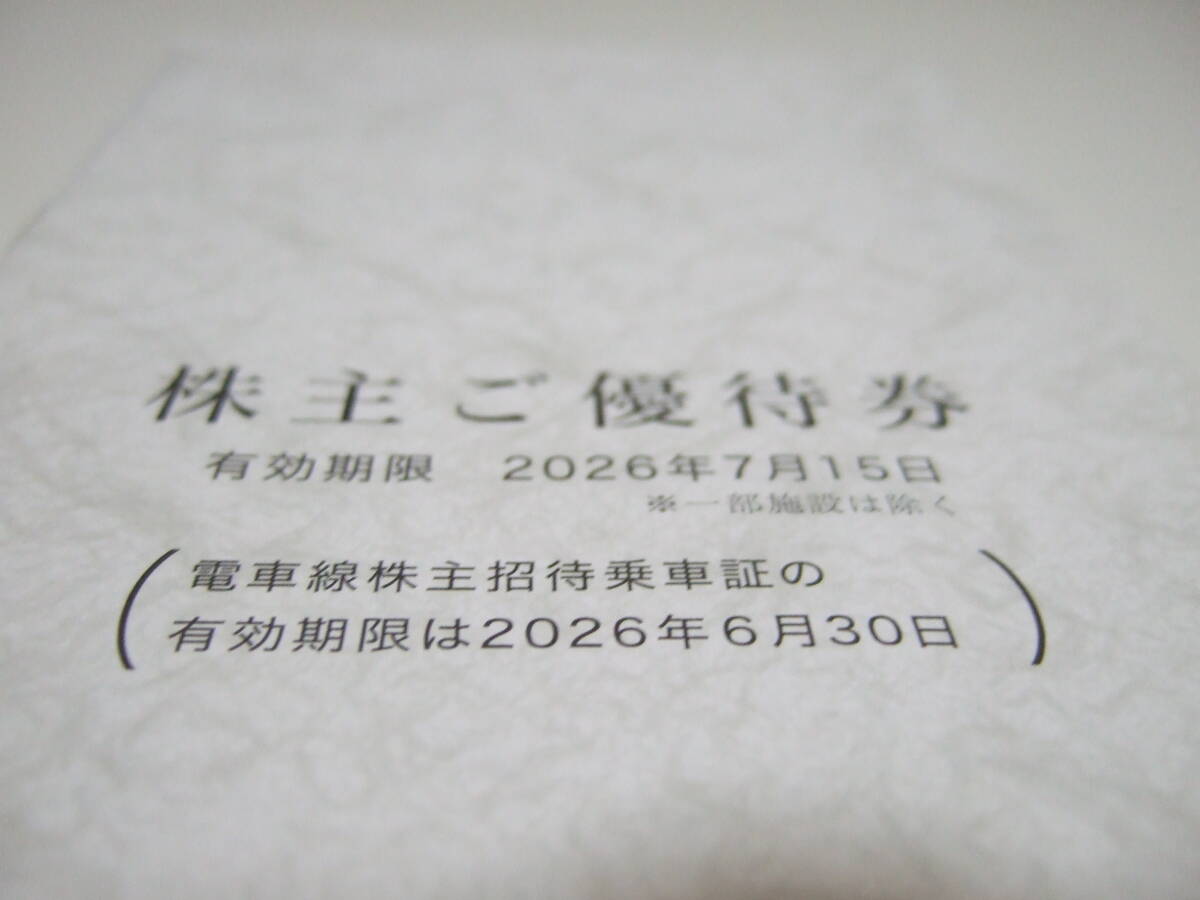 株主ご優待券
有効期限　2026年7月15日
※一部施設は除く
(電車線株主招待乗車証の
有効期限は2026年6月30日)